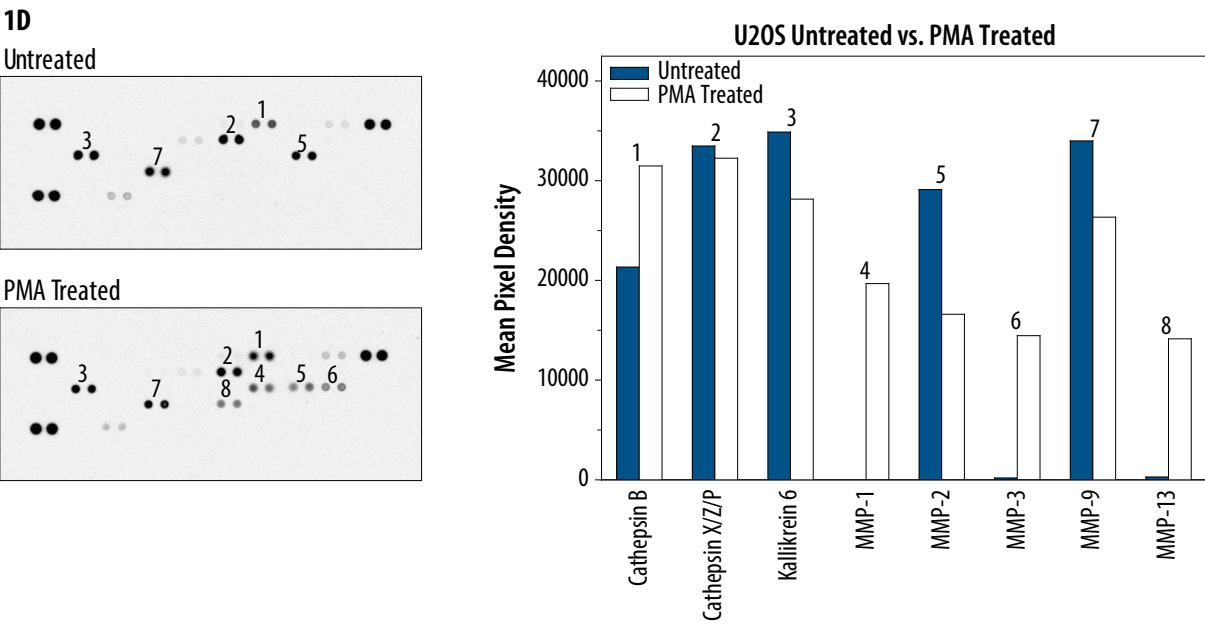 1D
Untreated
1
2
3
5
7
PMA Treated
1
2
3
4
5
6
7
8
U2OS Untreated vs. PMA Treated
Untreated
PMA Treated
Mean Pixel Density
40000
30000
20000
10000
0
1
2
3
4
5
6
7
8
Cathepsin B
Cathepsin X/Z/P
Kallikrein 6
MMP-1
MMP-2
MMP-3
MMP-9
MMP-13